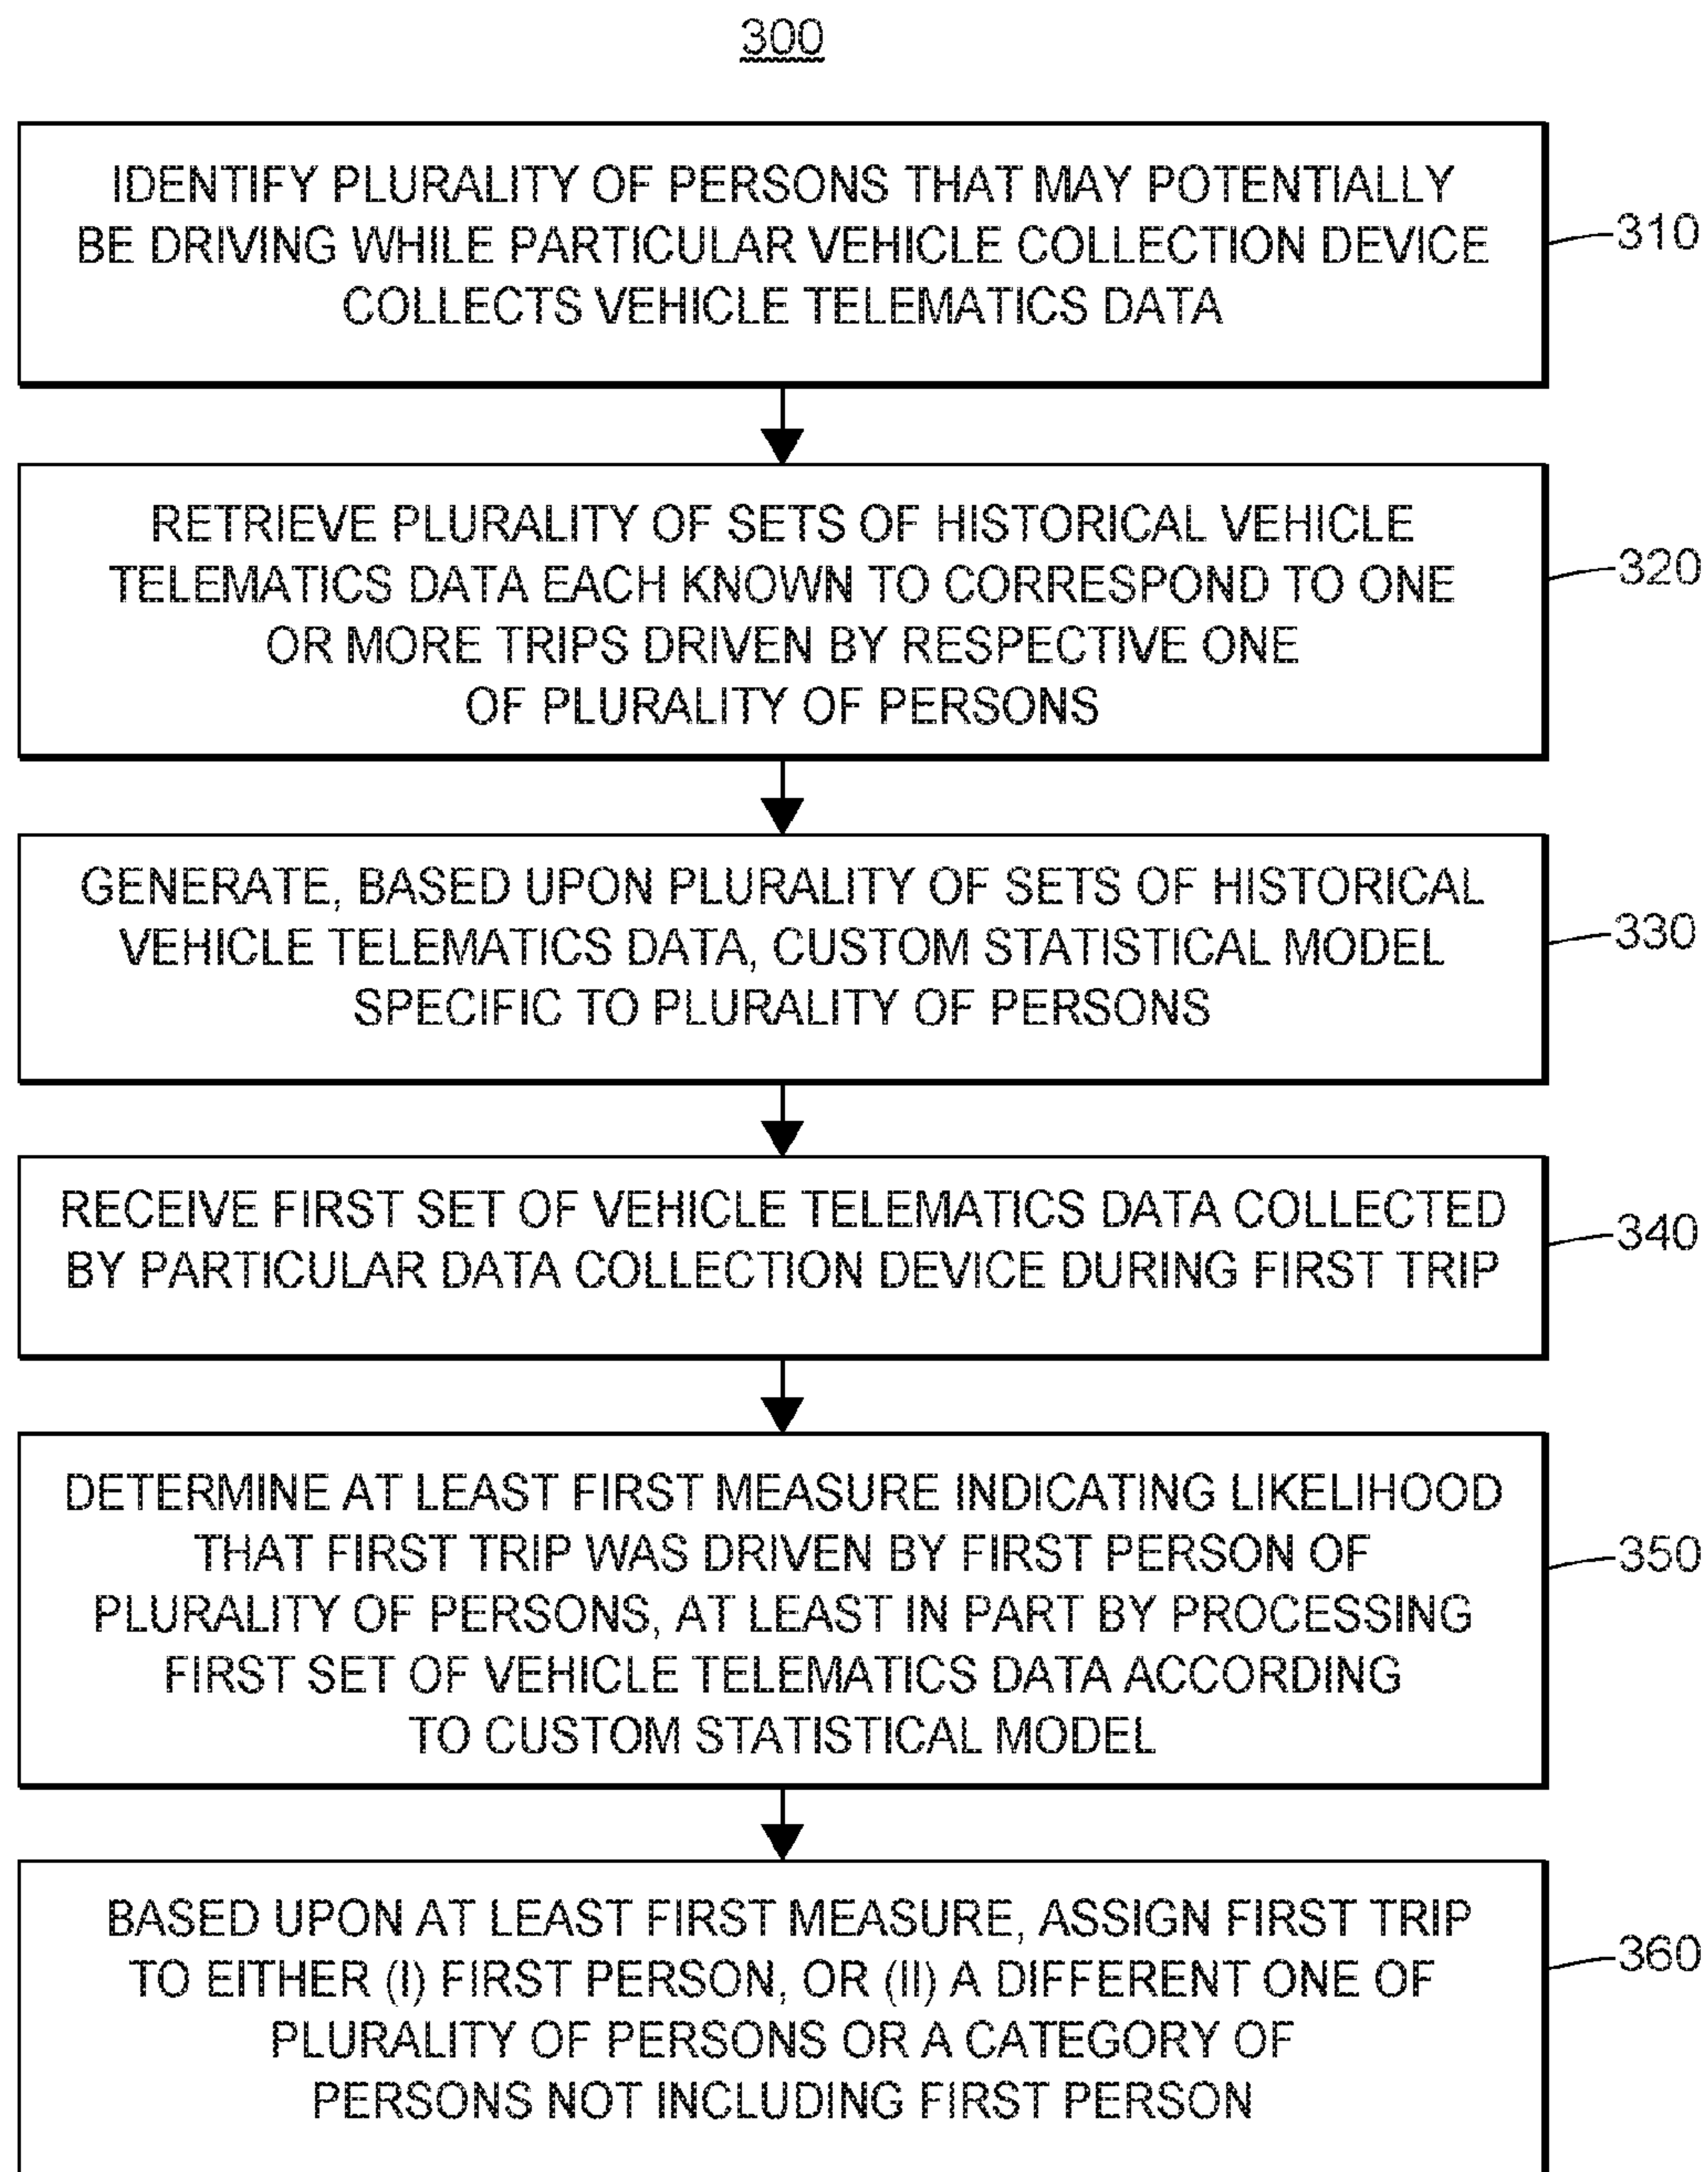 300
IDENTIFY PLURALITY OF PERSONS THAT MAY POTENTIALLY
BE DRIVING WHILE PARTICULAR VEHICLE COLLECTION DEVICE
COLLECTS VEHICLE TELEMATICS DATA
310
RETRIEVE PLURALITY OF SETS OF HISTORICAL VEHICLE
TELEMATICS DATA EACH KNOWN TO CORRESPOND TO ONE
OR MORE TRIPS DRIVEN BY RESPECTIVE ONE
OF PLURALITY OF PERSONS
320
GENERATE, BASED UPON PLURALITY OF SETS OF HISTORICAL
VEHICLE TELEMATICS DATA, CUSTOM STATISTICAL MODEL
SPECIFIC TO PLURALITY OF PERSONS
330
RECEIVE FIRST SET OF VEHICLE TELEMATICS DATA COLLECTED
BY PARTICULAR DATA COLLECTION DEVICE DURING FIRST TRIP
340
DETERMINE AT LEAST FIRST MEASURE INDICATING LIKELIHOOD
THAT FIRST TRIP WAS DRIVEN BY FIRST PERSON OF
PLURALITY OF PERSONS, AT LEAST IN PART BY PROCESSING
FIRST SET OF VEHICLE TELEMATICS DATA ACCORDING
TO CUSTOM STATISTICAL MODEL
350
BASED UPON AT LEAST FIRST MEASURE, ASSIGN FIRST TRIP
TO EITHER (I) FIRST PERSON, OR (II) A DIFFERENT ONE OF
PLURALITY OF PERSONS OR A CATEGORY OF
PERSONS NOT INCLUDING FIRST PERSON
360